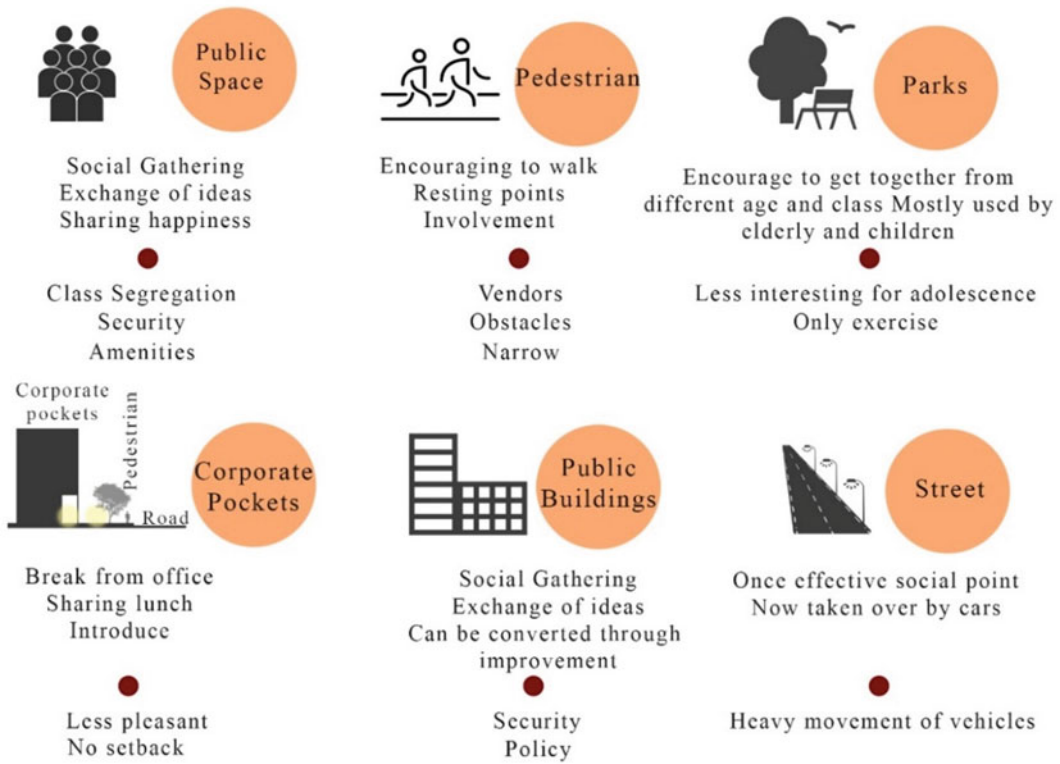 Public
Space
Social Gathering
Exchange of ideas
Sharing happiness
Class Segregation
Security
Amenities
Pedestrian
Encouraging to walk
Resting points
Involvement
Vendors
Obstacles
Narrow
Parks
Encourage to get together from
different age and class Mostly used by
elderly and children
Less interesting for adolescence
Only exercise
Corporate
pockets
Pedestrian
Road
Corporate
Pockets
Break from office
Sharing lunch
Introduce
Less pleasant
No setback
Public
Buildings
Social Gathering
Exchange of ideas
Can be converted through
improvement
Security
Policy
Street
Once effective social point
Now taken over by cars
Heavy movement of vehicles